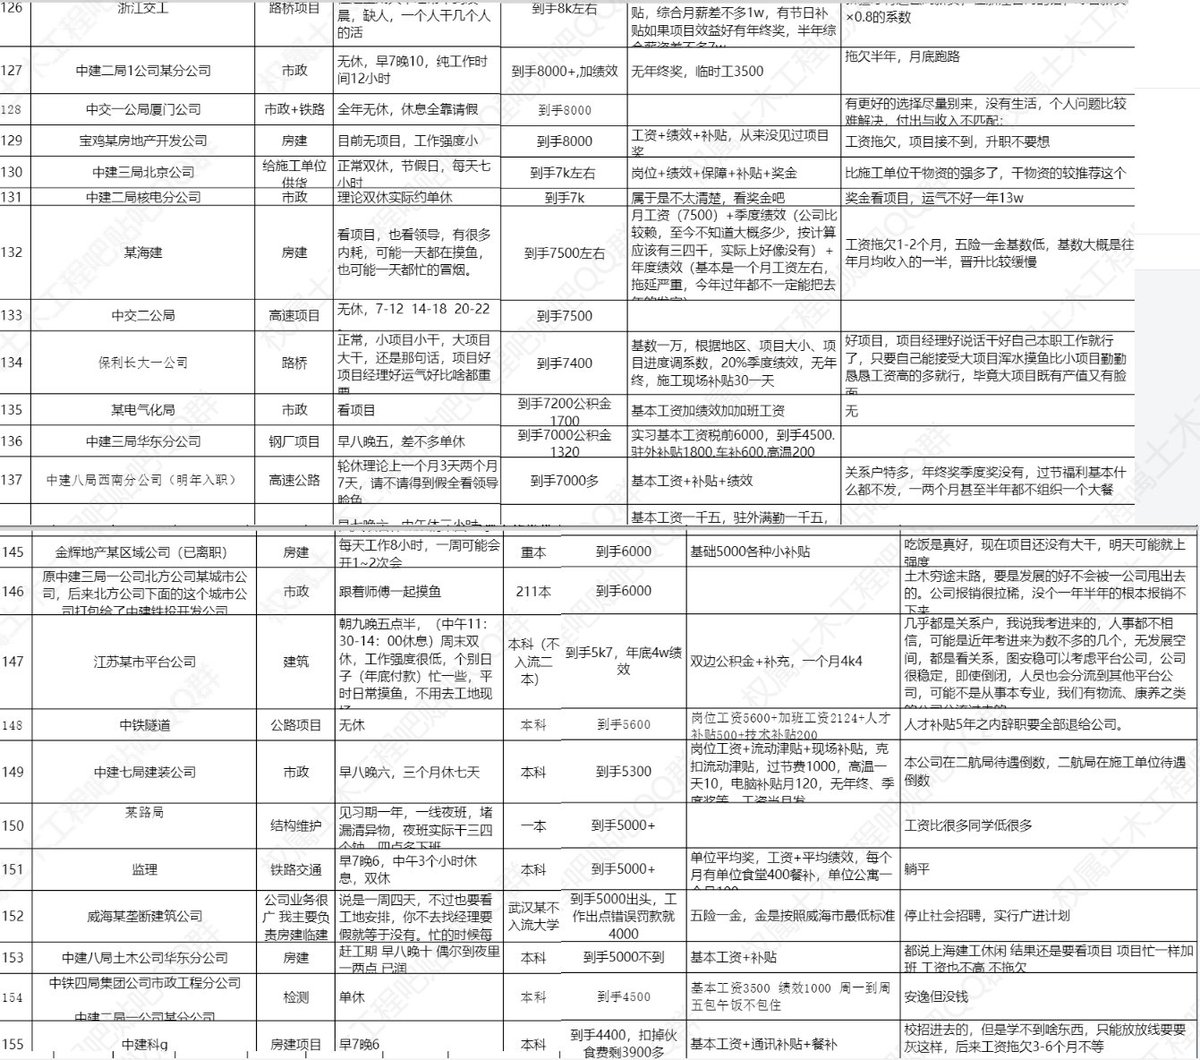 126 浙江交工 路桥项目 晨，缺人，一个人干几个人 到手8k左右 贴，综合月薪差不多1w，有节日补 ×0.8的系数
的活 贴如果项目效益好有年终奖，半年综
127 中建二局1公司某分公司 市政 无休，早7晚10，纯工作时 到手8000+,加绩效 无年终奖，临时工3500 拖欠半年，月底跑路
间12小时
128 中交一公局厦门公司 市政+铁路 全年无休，休息全靠请假 到手8000 有更好的选择尽量别来，没有生活，个人问题比较
难解决，付出与收入不匹配;
129 宝鸡某房地产开发公司 房建 目前无项目，工作强度小 到手8000 工资+绩效+补贴，从来没见过项目 工资拖欠，项目接不到，升职不要想
奖
130 中建三局北京公司 给施工单位 正常双休，节假日，每天七 到手7k左右 岗位+绩效+保障+补贴+奖金 比施工单位干物资的强多了，干物资的较推荐这个
供货 小时
131 中建二局核电分公司 市政 理论双休实际约单休 到手7k 属于是不太清楚，看奖金吧 奖金看项目，运气不好一年13w
132 某海建 房建 看项目，也看领导，有很多 到手7500左右 月工资（7500）+季度绩效（公司比 工资拖欠1-2个月，五险一金基数低，基数大概是往
内耗，可能一天都在摸鱼， 较赖，至今不知道大概多少，按计算 年月均收入的一半，晋升比较缓慢
也可能一天都忙的冒烟。 应该有三四千，实际上好像没有）+
年度绩效（基本是一个月工资左右，
拖延严重，今年过年都不一定能把去
133 中交二公局 高速项目 无休，7-12 14-18 20-22 到手7500
134 保利长大一公司 路桥 正常，小项目小干，大项目 到手7400 基数一万，根据地区、项目大小、项 好项目，项目经理好说话干好自己本职工作就行
大干，还是那句话，项目好 目进度调系数，20%季度绩效，无年 了，只要自己能接受大项目浑水摸鱼比小项目勤勤
项目经理好运气好比啥都重 终，施工现场补贴30一天 恳恳工资高的多就行，毕竟大项目既有产值又有脸
要 面
135 某电气化局 市政 看项目 到手7200公积金 基本工资加绩效加加班工资 无
1700
136 中建三局华东分公司 钢厂项目 早八晚五，差不多单休 到手7000公积金 实习基本工资税前6000，到手4500.
1320 驻外补贴1800,车补600,高温200
137 中建八局西南分公司（明年入职） 高速公路 轮休理论上一个月3天两个月 到手7000多 基本工资+补贴+绩效 关系户特多，年终奖季度奖没有，过节福利基本什
7天，请不请得到假全看领导 么都不发，一两个月甚至半年都不组织一个大餐
脸色
基本工资一千五，驻外满勤一千五，
145 金辉地产某区域公司（已离职） 房建 每天工作8小时，一周可能会 重本 到手6000 基础5000各种小补贴 吃饭是真好，现在项目还没有大干，明天可能就上
开1~2次会 强度
146 原中建三局一公司北方公司某城市公 市政 跟着师傅一起摸鱼 211本 到手6000 土木穷途末路，要是发展的好不会被一公司甩出去
司，后来北方公司下面的这个城市公 的。公司报销很拉稀，没个一年半年的根本报销不
司打包给了中建铁投开发公司 下来
147 江苏某市平台公司 建筑 朝九晚五点半，（中午11： 本科（不 到手5k7，年底4w绩 双边公积金+补充，一个月4k4 几乎都是关系户，我说我考进来的，人事都不相
30-14：00休息）周末双 入流二 效 信，可能是近年考进来为数不多的几个，无发展空
休，工作强度很低，个别日 本） 间，都是看关系，图安稳可以考虑平台公司，公司
子（年底付款）忙一些，平 很稳定，即使倒闭，人员也会分流到其他平台公
时日常摸鱼，不用去工地现 司，可能不是从事本专业，我们有物流、康养之类
148 中铁隧道 公路项目 无休 本科 到手5600 岗位工资5600+加班工资2124+人才 人才补贴5年之内辞职要全部退给公司。
补贴500+技术补贴200
149 中建七局建装公司 市政 早八晚六，三个月休七天 本科 到手5300 岗位工资+流动津贴+现场补贴，克 本公司在二航局待遇倒数，二航局在施工单位待遇
扣流动津贴，过节费1000，高温一 倒数
天10，电脑补贴月120，无年终、季
度奖等，工资当月发
150 某路局 结构维护 见习期一年，一线夜班，堵 一本 到手5000+ 工资比很多同学低很多
漏清异物，夜班实际干三四
个钟，四点多下班
151 监理 铁路交通 早7晚6，中午3个小时休 本科 到手5000+ 单位平均奖，工资+平均绩效，每个 躺平
息，双休 月有单位食堂400餐补，单位公寓一
152 威海某垄断建筑公司 公司业务很 说是一周四天，不过也要看 武汉某不 到手5000出头，工 五险一金，金是按照威海市最低标准 停止社会招聘，实行广进计划
广 我主要负 工地安排，你不去找经理要 入流大学 作出点错误罚款就
责房建临建 假就等于没有。忙的时候每 4000
153 中建八局土木公司华东分公司 房建 赶工期 早八晚十 偶尔到夜里 本科 到手5000不到 基本工资+补贴 都说上海建工休闲 结果还是要看项目 项目忙一样加
一两点 已润 班 工资也不高 不拖欠
154 中铁四局集团公司市政工程分公司 检测 单休 本科 到手4500 基本工资3500 绩效1000 周一到周 安逸但没钱
中建二局一公司某分公司 五包午饭不包住
155 中建科g 房建项目 早7晚6 本科 到手4400，扣掉伙 基本工资+通讯补贴+餐补 校招进去的，但是学不到啥东西，只能放放线要要
食费剩3900多 灰这样，后来工资拖欠3-6个月不等